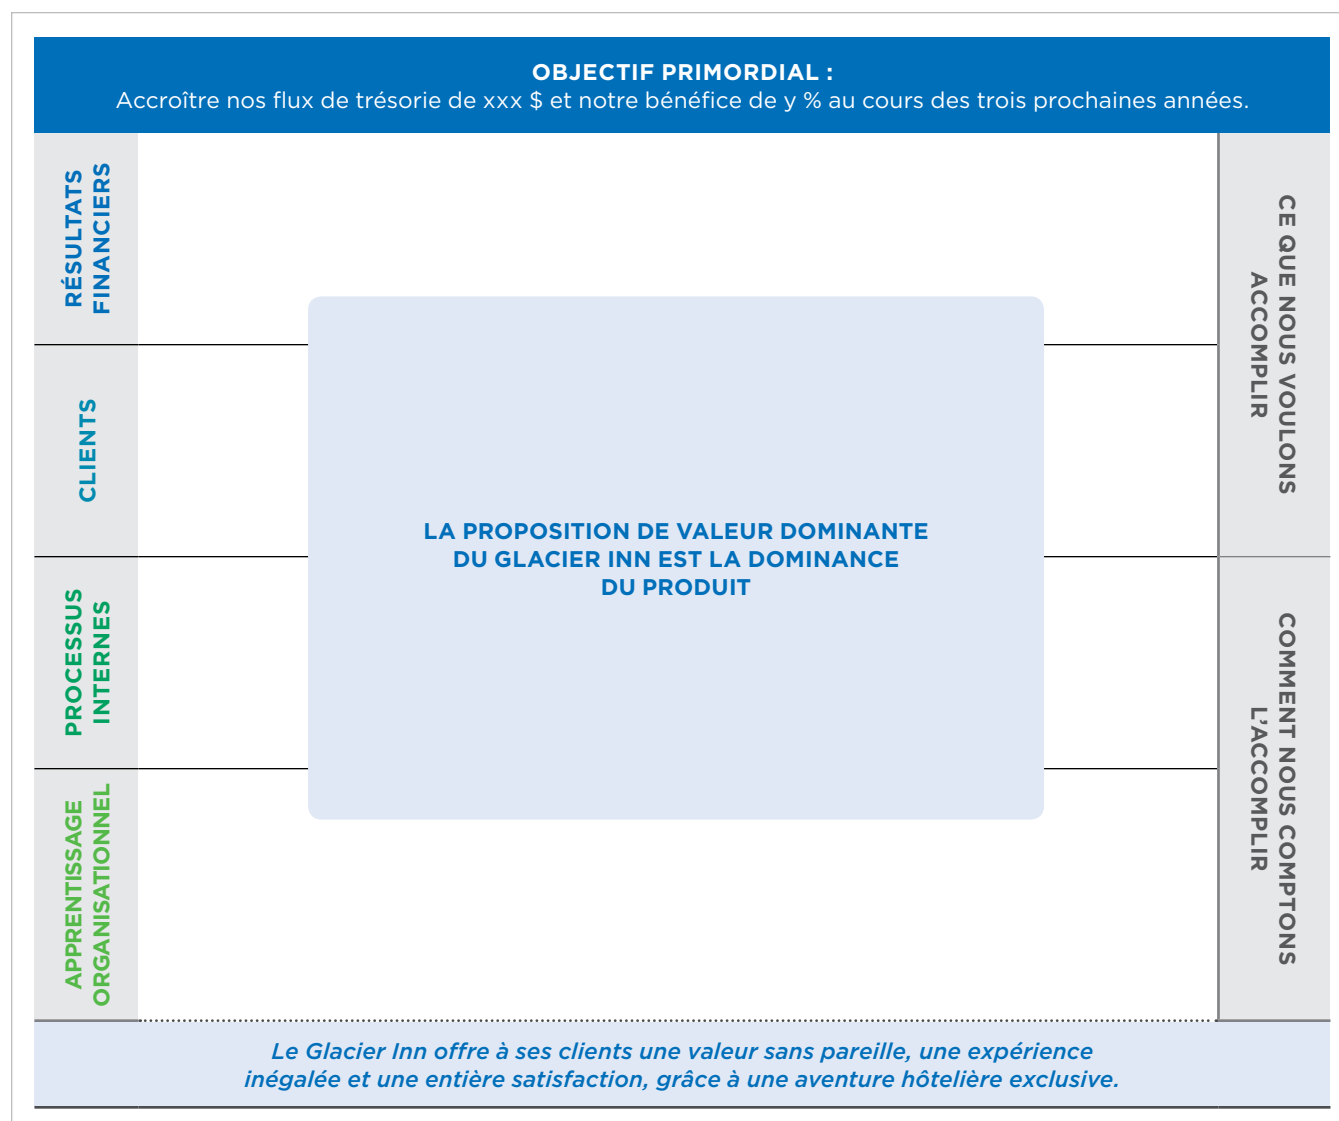 OBJECTIF PRIMORDIAL :
Accroître nos flux de trésorie de xxx $ et notre bénéfice de y % au cours des trois prochaines années.
RÉSULTATS
FINANCIERS
CLIENTS
PROCESSUS
INTERNES
APPRENTISSAGE
ORGANISATIONNEL
LA PROPOSITION DE VALEUR DOMINANTE
DU GLACIER INN EST LA DOMINANCE
DU PRODUIT
CE QUE NOUS VOULONS
ACCOMPLIR
COMMENT NOUS COMPTONS
L’ACCOMPLIR
Le Glacier Inn offre à ses clients une valeur sans pareille, une expérience
inégalée et une entière satisfaction, grâce à une aventure hôtelière exclusive.